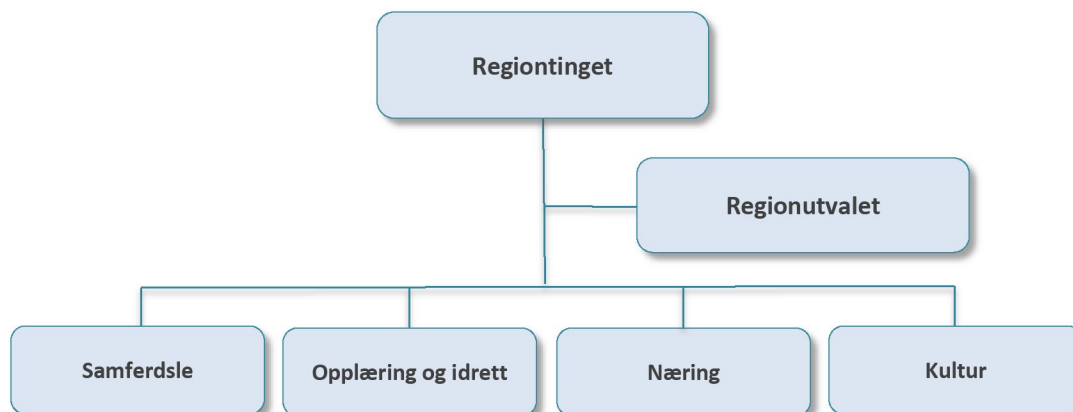 Regiontinget
Regionutvalet
Samferdsle
Opplæring og idrett
Næring
Kultur